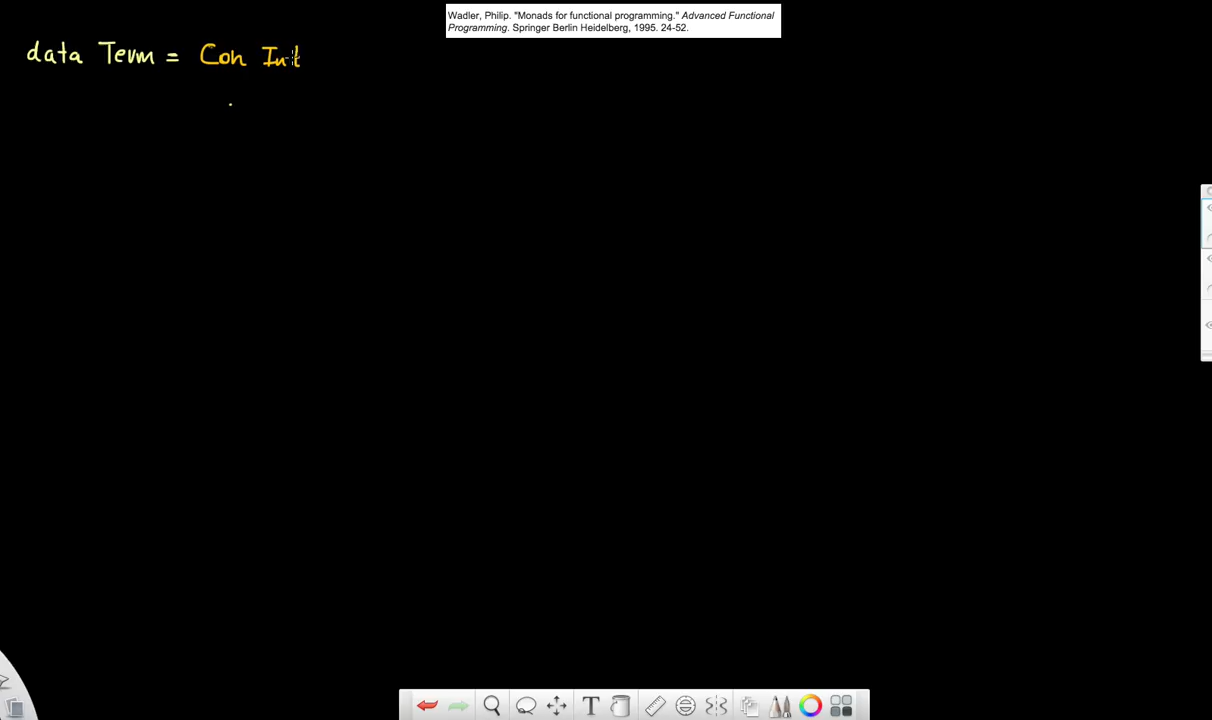 Wadler, Philip. "Monads for functional programming." Advanced Functional
Programming. Springer Berlin Heidelberg, 1995. 24-52.
data Term = Con Int
T